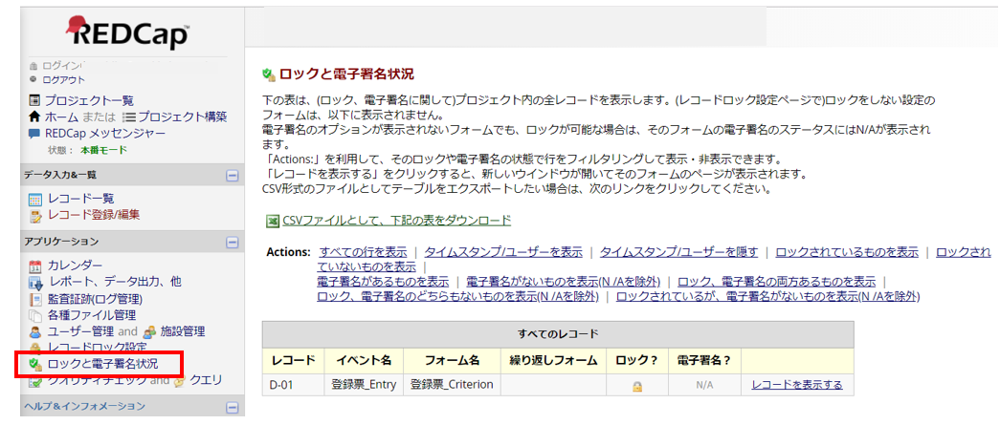 REDCap™
ログイン
ログアウト
プロジェクト一覧
ホーム または プロジェクト構築
REDCap メッセンジャー
状態： 本番モード
データ入力&一覧
レコード一覧
レコード登録/編集
アプリケーション
カレンダー
レポート、データ出力、他
監査証跡(ログ管理)
各種ファイル管理
ユーザー管理 and 施設管理
レコードロック設定
ロックと電子署名状況
クオリティチェック and クエリ
ヘルプ&インフォメーション
ロックと電子署名状況
下の表は、(ロック、電子署名に関して)プロジェクト内の全レコードを表示します。(レコードロック設定ページで)ロックをしない設定の
フォームは、以下に表示されません。
電子署名のオプションが表示されないフォームでも、ロックが可能な場合は、そのフォームの電子署名のステータスにはN/Aが表示され
ます。
「Actions:」を利用して、そのロックや電子署名の状態で行をフィルタリングして表示・非表示できます。
「レコードを表示する」をクリックすると、新しいウインドウが開いてそのフォームのページが表示されます。
CSV形式のファイルとしてテーブルをエクスポートしたい場合は、次のリンクをクリックしてください。
CSVファイルとして、下記の表をダウンロード
Actions: すべての行を表示 | タイムスタンプ/ユーザーを表示 | タイムスタンプ/ユーザーを隠す | ロックされているものを表示 | ロックされ
ていないものを表示 |
電子署名があるものを表示 | 電子署名がないものを表示(N /Aを除外) | ロック、電子署名の両方あるものを表示 |
ロック、電子署名のどちらもないものを表示(N /Aを除外) | ロックされているが、電子署名がないものを表示(N /Aを除外)
すべてのレコード
レコード イベント名 フォーム名 繰り返しフォーム ロック？ 電子署名？
D-01 登録票_Entry 登録票_Criterion N/A レコードを表示する